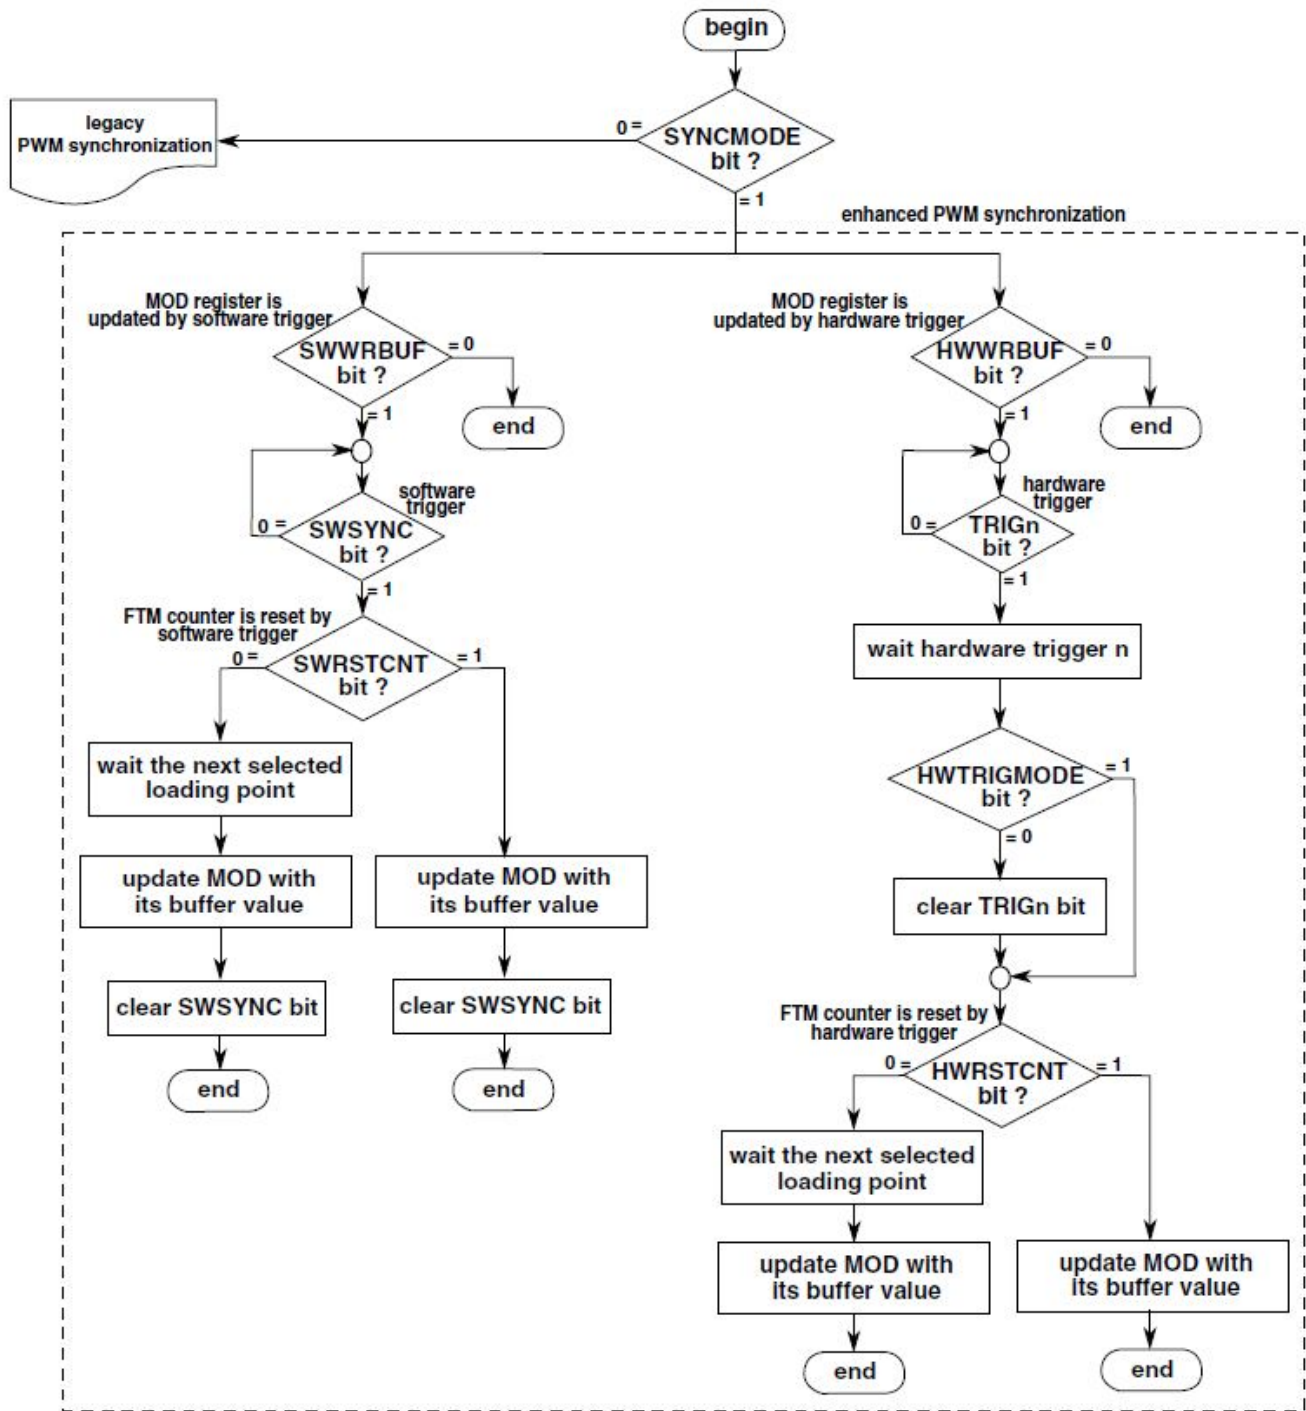 begin
legacy
PWM synchronization
0 =
SYNCMODE
bit ?
= 1
enhanced PWM synchronization
MOD register is
updated by software trigger
SWWRBUF
bit ?
= 0
end
= 1
software
trigger
0 =
SWSYNC
bit ?
= 1
FTM counter is reset by
software trigger
0 =
SWRSTCNT
bit ?
= 1
wait the next selected
loading point
update MOD with
its buffer value
clear SWSYNC bit
end
update MOD with
its buffer value
clear SWSYNC bit
end
MOD register is
updated by hardware trigger
HWWRBUF
bit ?
= 0
end
= 1
hardware
trigger
0 =
TRIGn
bit ?
= 1
wait hardware trigger n
HWTRIGMODE
bit ?
= 1
= 0
clear TRIGn bit
FTM counter is reset by
hardware trigger
0 =
HWRSTCNT
bit ?
= 1
wait the next selected
loading point
update MOD with
its buffer value
end
update MOD with
its buffer value
end